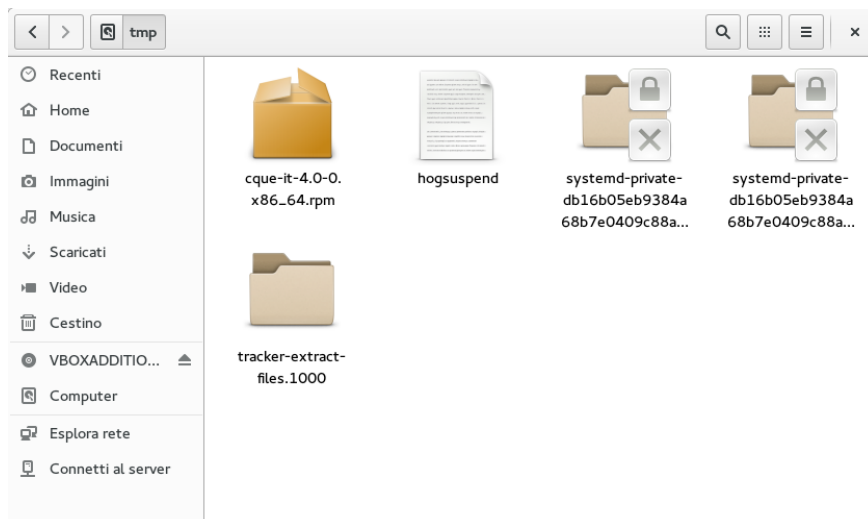 tmp
Recenti
Home
Documenti
Immagini
Musica
Scaricati
Video
Cestino
VBOXADDITIO...
Computer
Esplora rete
Connetti al server
cque-it-4.0-0.
x86_64.rpm
hogsuspend
systemd-private-
db16b05eb9384a
68b7e0409c88a...
systemd-private-
db16b05eb9384a
68b7e0409c88a...
tracker-extract-
files.1000